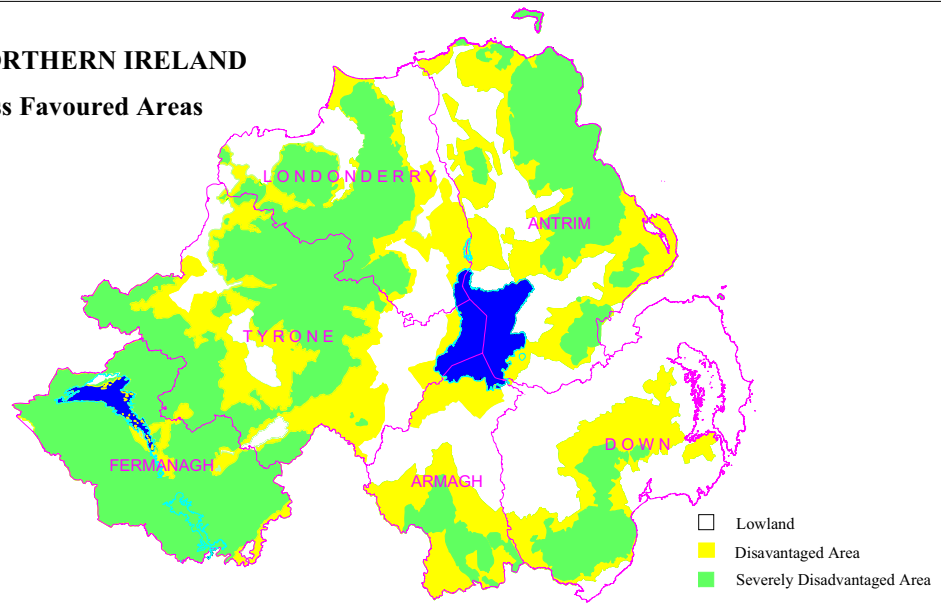 ORTHERN IRELAND
ss Favoured Areas
LONDONDERRY
ANTRIM
TYRONE
FERMANAGH
ARMAGH
DOWN
Lowland
Disavantaged Area
Severely Disadvantaged Area